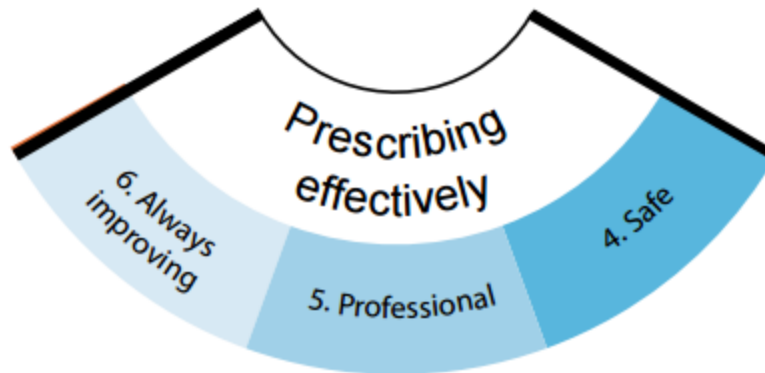 Prescribing
effectively
6. Always
improving
5. Professional
4. Safe